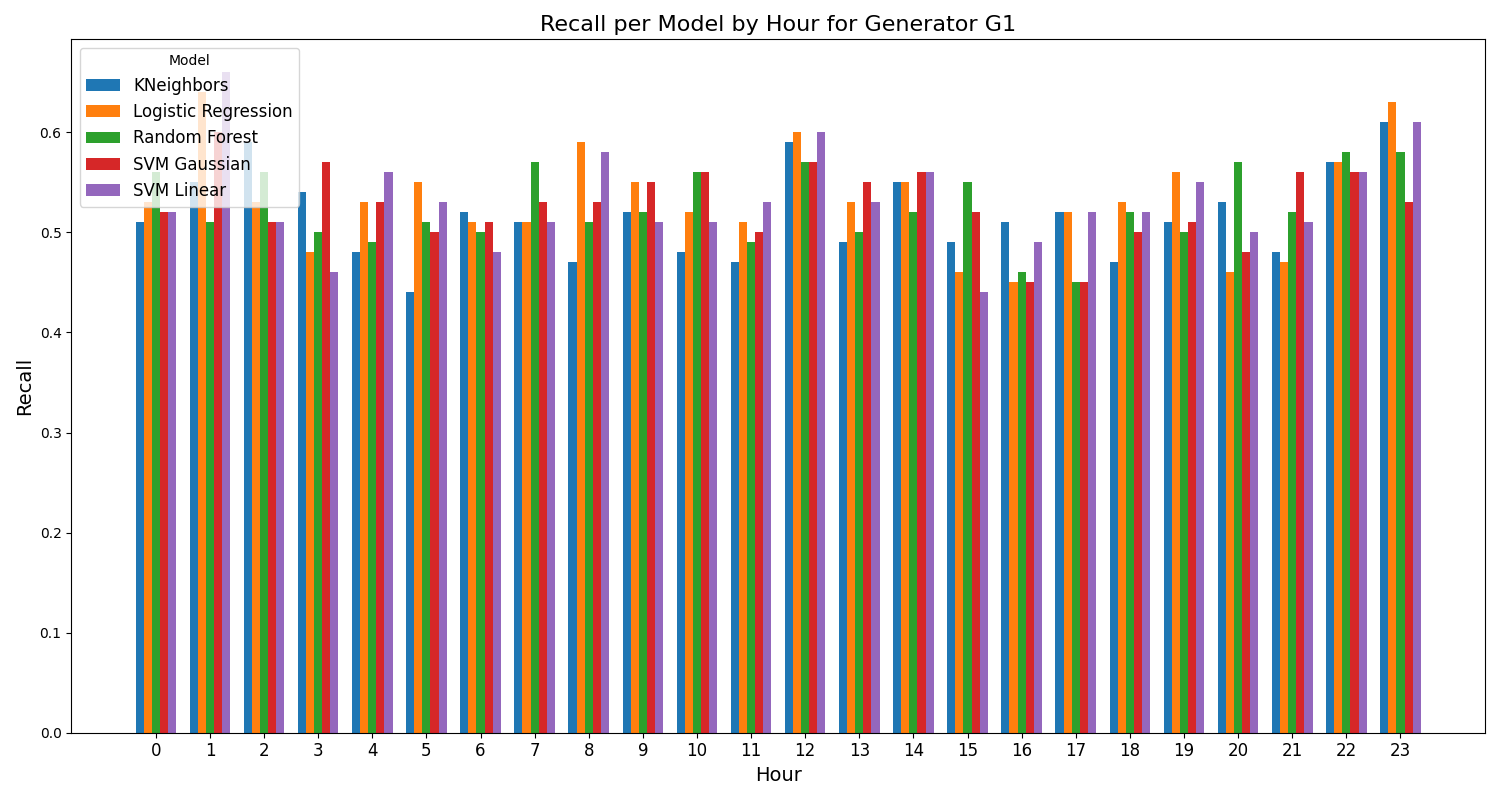 Recall per Model by Hour for Generator G1
Model
KNeighbors
Logistic Regression
Random Forest
SVM Gaussian
SVM Linear
0.6
0.5
0.4
0.3
0.2
0.1
0.0
Recall
0 1 2 3 4 5 6 7 8 9 10 11 12 13 14 15 16 17 18 19 20 21 22 23
Hour